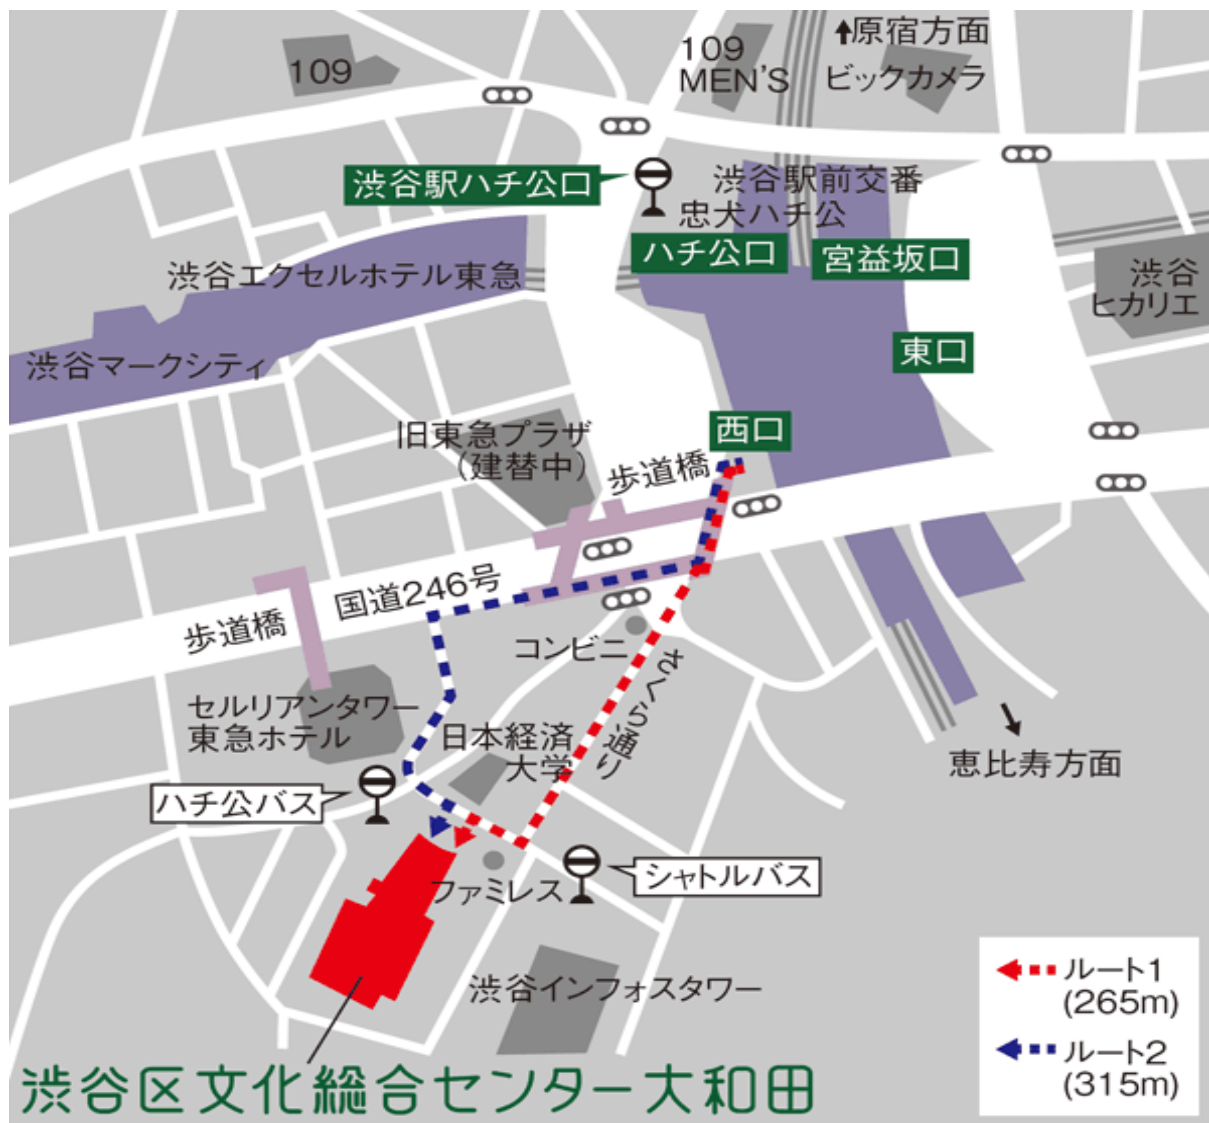 ↑原宿方面
109
109
MEN'S
ビックカメラ
渋谷駅ハチ公口
渋谷駅前交番
忠犬ハチ公
ハチ公口
宮益坂口
渋谷
ヒカリエ
渋谷エクセルホテル東急
東口
渋谷マークシティ
西口
旧東急プラザ
(建替中)
歩道橋
国道246号
歩道橋
コンビニ
さくら通り
セルリアンタワー
東急ホテル
日本経済
大学
恵比寿方面
ハチ公バス
シャトルバス
ファミレス
渋谷インフォスタワー
ルート1
(265m)
ルート2
(315m)
渋谷区文化総合センター大和田